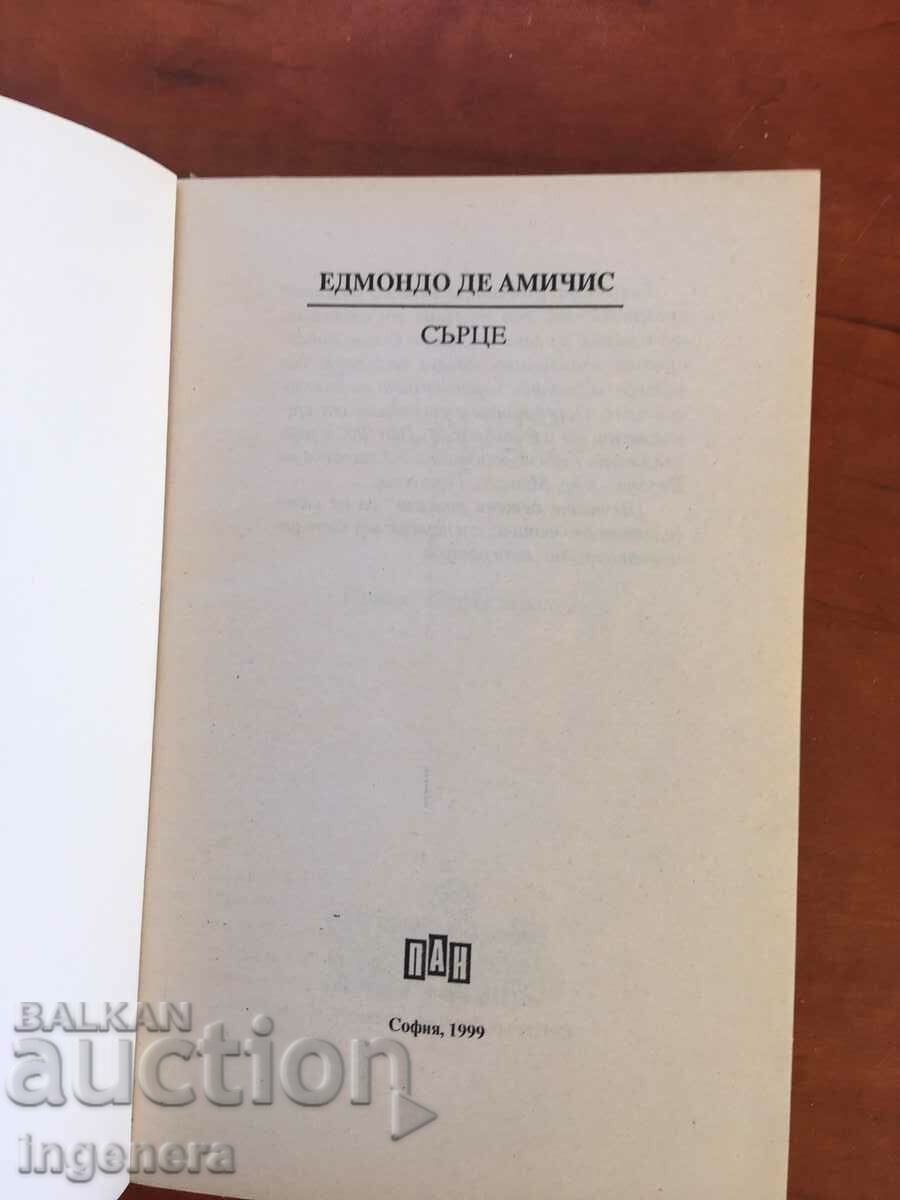 ЕДМОНДО ДЕ АМИЧИС
СЪРЦЕ
ПАН
София, 1999
BALKAN
auction
ingenera